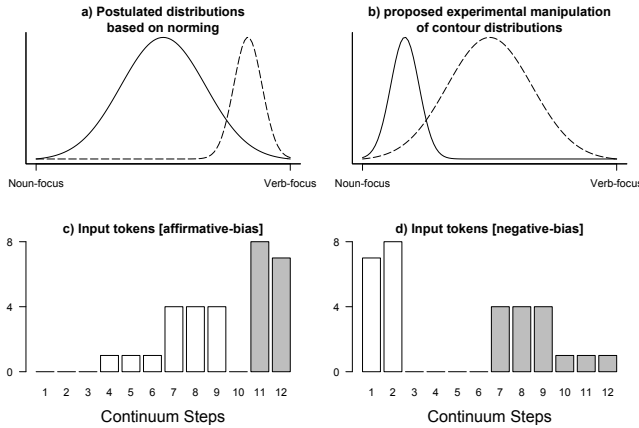 a) Postulated distributions
based on norming
b) proposed experimental manipulation
of contour distributions
Noun-focus
Verb-focus
Noun-focus
Verb-focus
c) Input tokens [affirmative-bias]
8
4
0
1 2 3 4 5 6 7 8 9 10 11 12
Continuum Steps
d) Input tokens [negative-bias]
8
4
0
1 2 3 4 5 6 7 8 9 10 11 12
Continuum Steps